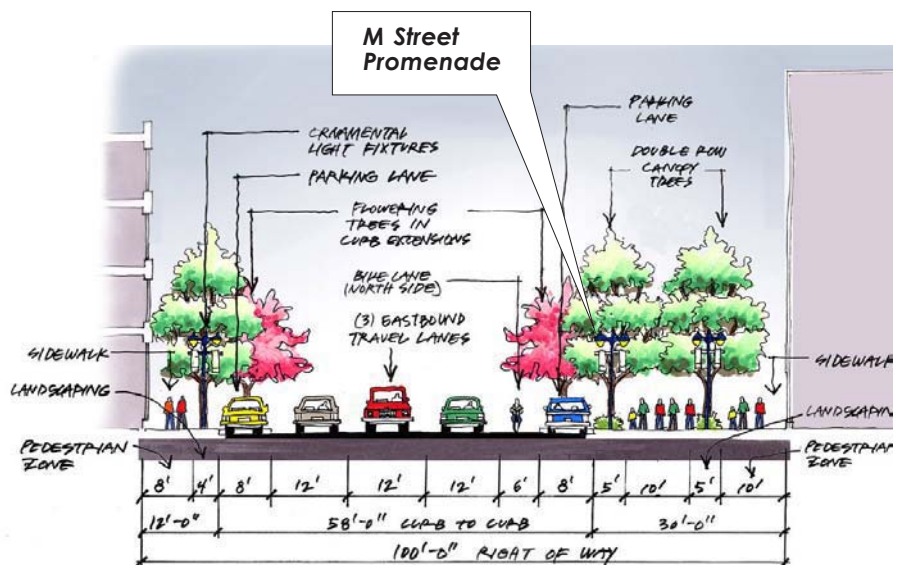 M Street
Promenade
PARKING
LANE
ORNAMENTAL
LIGHT FIXTURES
DOUBLE ROW
CANOPY
TREES
PARKING LANE
FLOWERING
TREES IN
CURB EXTENSIONS
BIKE LANE
(NORTH SIDE)
(3) EASTBOUND
TRAVEL LANES
SIDEWALK
SIDEWALK
LANDSCAPING
LANDSCAPIN
PEDESTRIAN
ZONE
PEDESTRIAN
ZONE
8' 4' 8' 12' 12' 12' 6' 8' 5' 10' 5' 10'
12'-0" 58'-0" CURB TO CURB 30'-0"
100'-0" RIGHT OF WAY